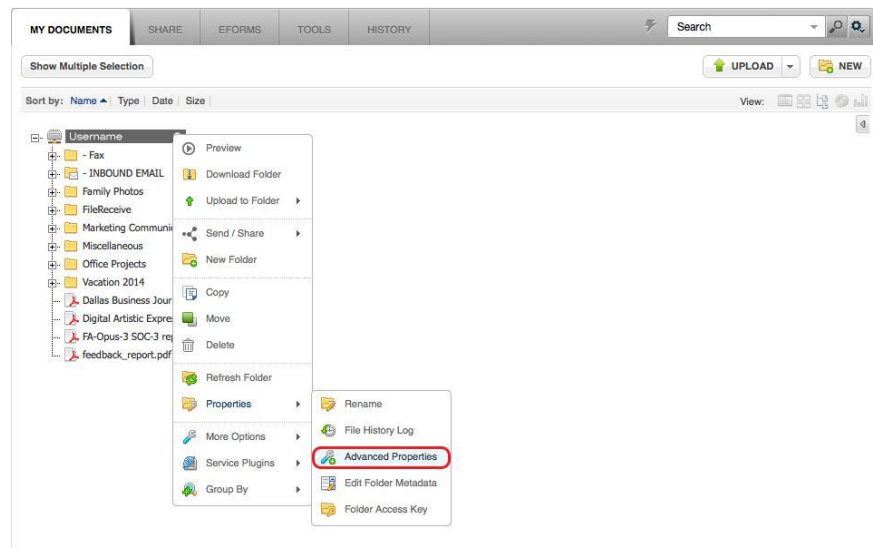 MY DOCUMENTS SHARE EFORMS TOOLS HISTORY Search
Show Multiple Selection UPLOAD NEW
Sort by: Name Type Date Size View:
Username
- Fax
- INBOUND EMAIL
Family Photos
FileReceive
Marketing Communi
Miscellaneous
Office Projects
Vacation 2014
Dallas Business Jour
Digital Artistic Expre
FA-Opus-3 SOC-3 re
feedback_report.pdf
Preview
Download Folder
Upload to Folder
Send / Share
New Folder
Copy
Move
Delete
Refresh Folder
Properties
More Options
Service Plugins
Group By
Rename
File History Log
Advanced Properties
Edit Folder Metadata
Folder Access Key